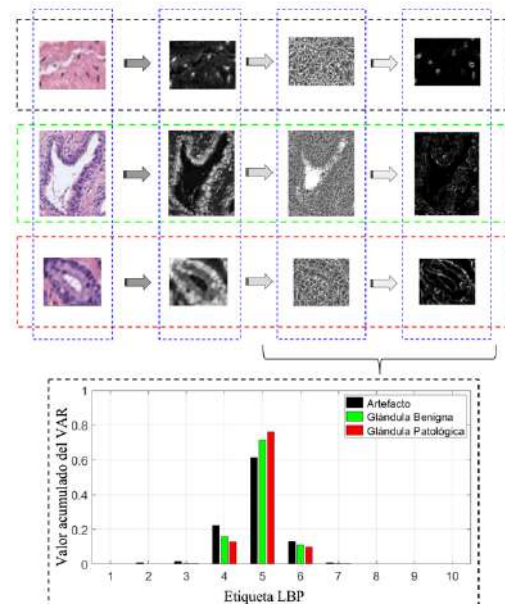 Valor acumulado del VAR
1
0.8
0.6
0.4
0.2
0
Artefacto
Glándula Benigna
Glándula Patológica
1 2 3 4 5 6 7 8 9 10
Etiqueta LBP